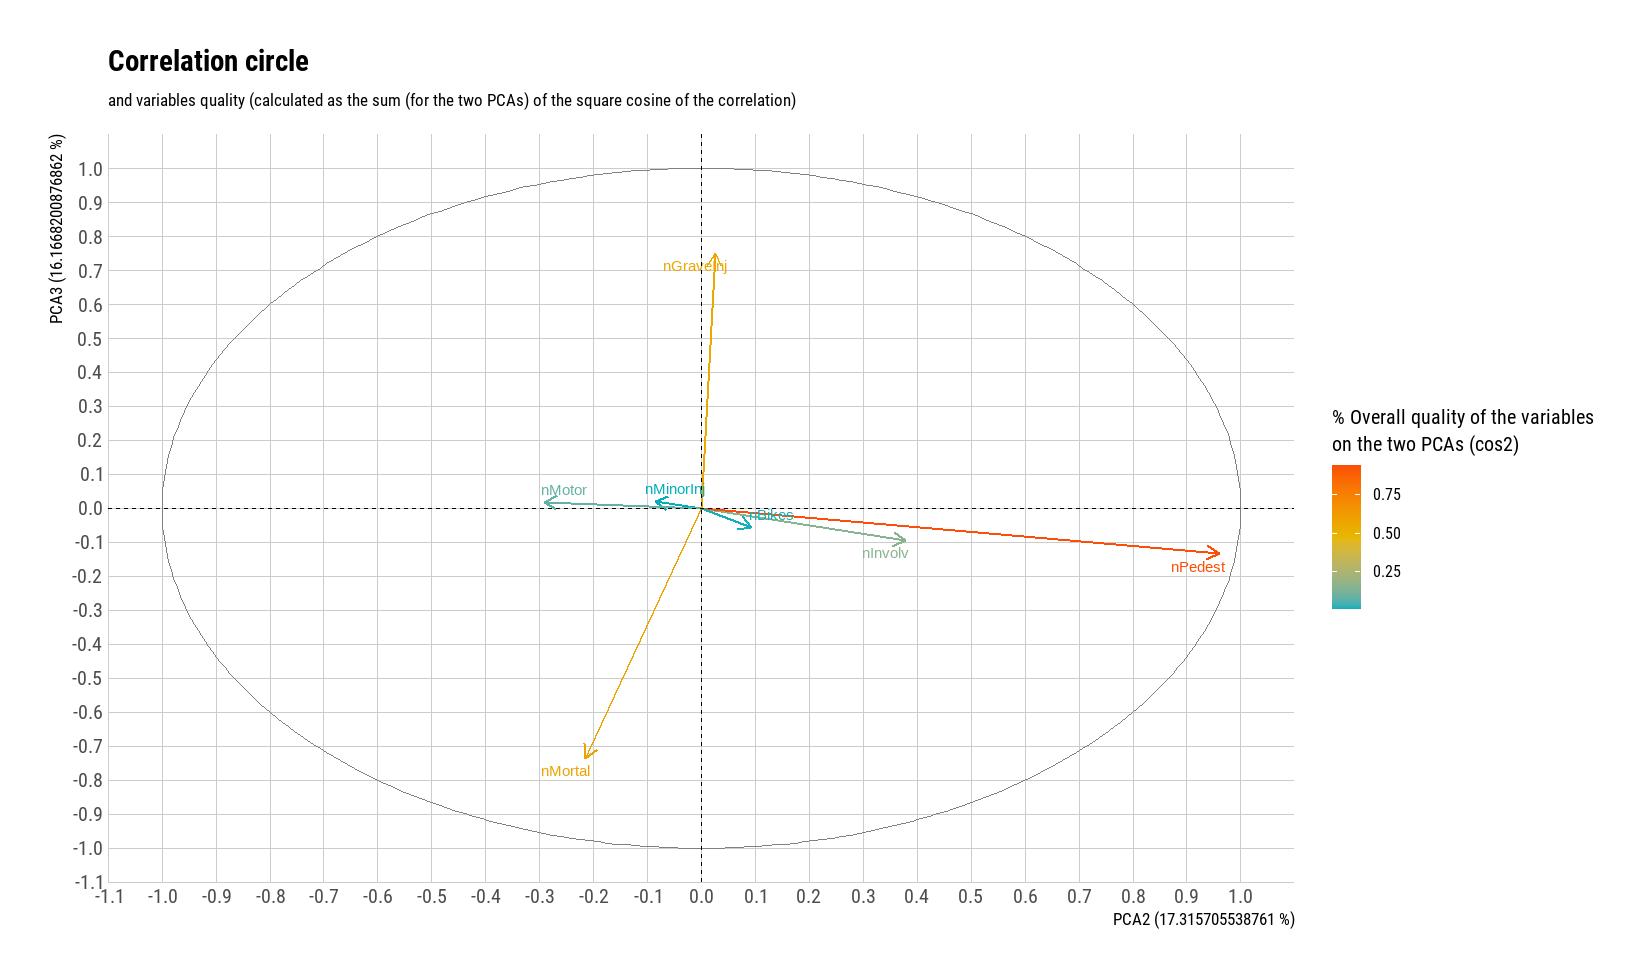 Correlation circle
and variables quality (calculated as the sum (for the two PCAs) of the square cosine of the correlation)
PCA3 (16.1668200876862 %)
1.0
0.9
0.8
0.7
0.6
0.5
0.4
0.3
0.2
0.1
0.0
-0.1
-0.2
-0.3
-0.4
-0.5
-0.6
-0.7
-0.8
-0.9
-1.0
-1.1
nGraveInj
nMotor
nMinorInj
nBikes
nInvolv
nPedest
nMortal
-1.1 -1.0 -0.9 -0.8 -0.7 -0.6 -0.5 -0.4 -0.3 -0.2 -0.1 0.0 0.1 0.2 0.3 0.4 0.5 0.6 0.7 0.8 0.9 1.0
PCA2 (17.315705538761 %)
% Overall quality of the variables
on the two PCAs (cos2)
0.75
0.50
0.25